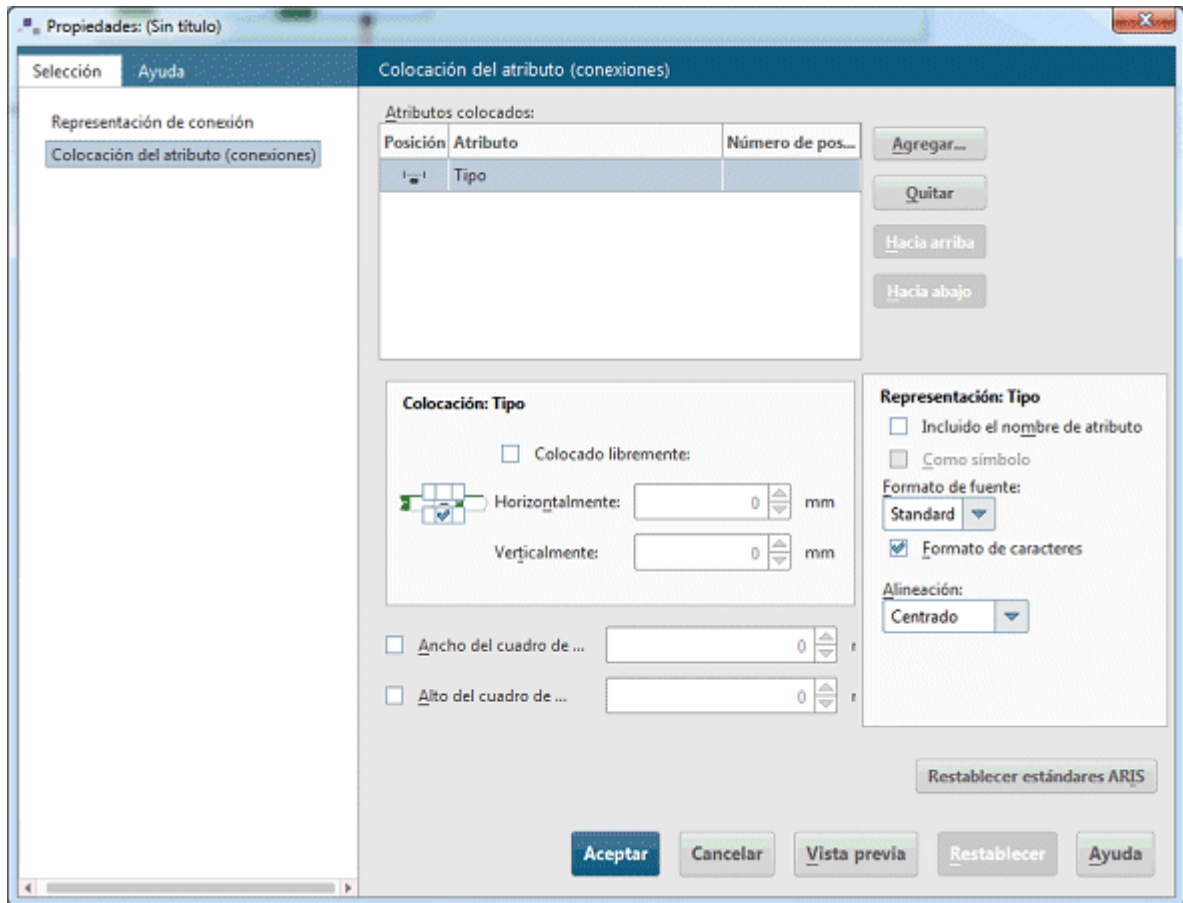 Propiedades: (Sin título)
Selección Ayuda
Colocación del atributo (conexiones)
Representación de conexión
Colocación del atributo (conexiones)
Atributos colocados:
Posición Atributo Número de pos...
Tipo
Agregar...
Quitar
Hacia arriba
Hacia abajo
Colocación: Tipo
Colocado libremente:
Horizontalmente: 0 mm
Verticalmente: 0 mm
Ancho del cuadro de ... 0
Alto del cuadro de ... 0
Representación: Tipo
Incluido el nombre de atributo
Como símbolo
Formato de fuente:
Standard
Formato de caracteres
Alineación:
Centrado
Restablecer estándares ARIS
Aceptar Cancelar Vista previa Restablecer Ayuda